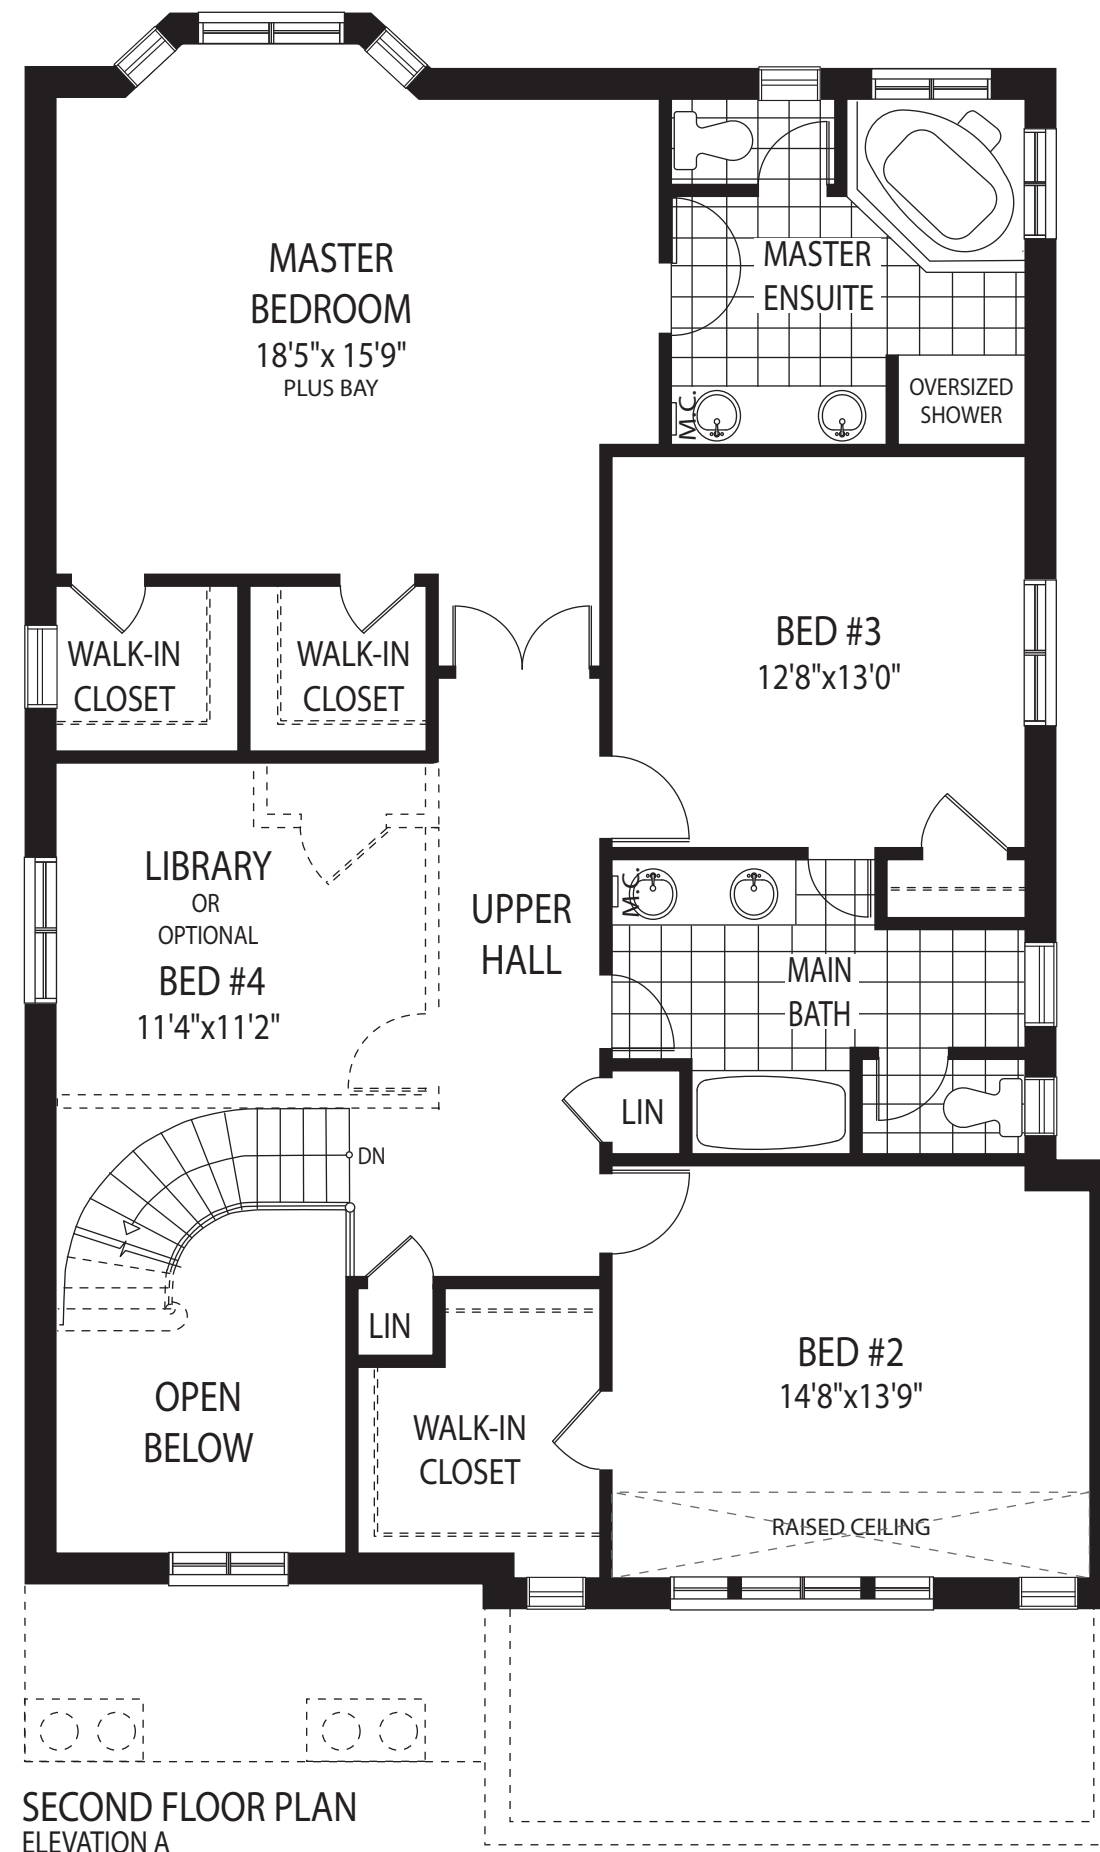 MASTER
BEDROOM
18'5"x 15'9"
PLUS BAY
MASTER
ENSUITE
OVERSIZED
SHOWER
M.C.
WALK-IN
CLOSET
WALK-IN
CLOSET
BED #3
12'8"x13'0"
LIBRARY
OR
OPTIONAL
BED #4
11'4"x11'2"
UPPER
HALL
M.C.
MAIN
BATH
LIN
DN
LIN
OPEN
BELOW
WALK-IN
CLOSET
BED #2
14'8"x13'9"
RAISED CEILING
SECOND FLOOR PLAN
ELEVATION A